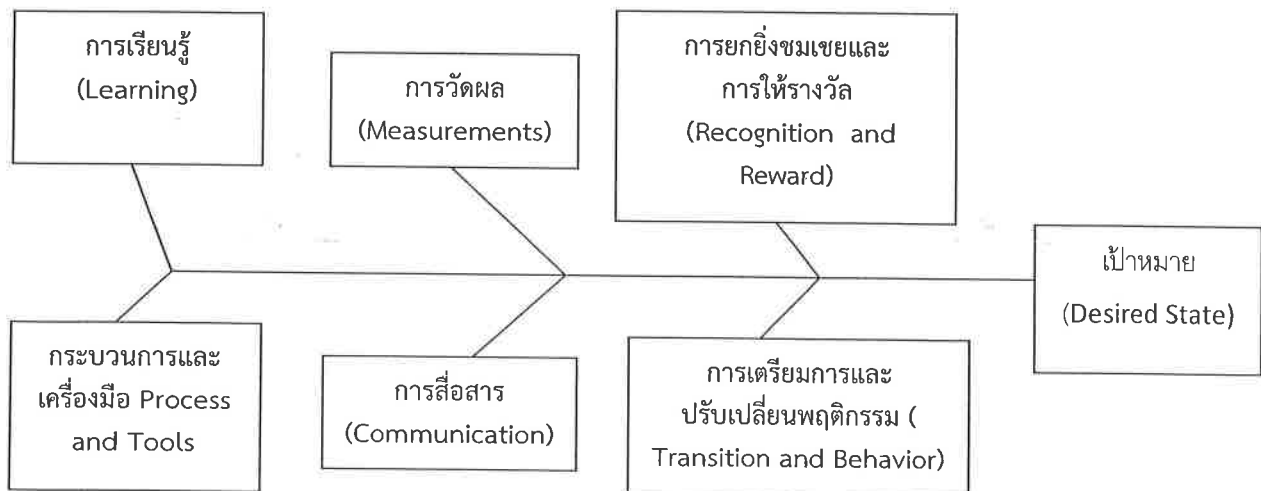 การเรียนรู้
(Learning)
การวัดผล
(Measurements)
การยกยิ่งชมเชยและ
การให้รางวัล
(Recognition and
Reward)
เป้าหมาย
(Desired State)
กระบวนการและ
เครื่องมือ Process
and Tools
การสื่อสาร
(Communication)
การเตรียมการและ
ปรับเปลี่ยนพฤติกรรม (
Transition and Behavior)